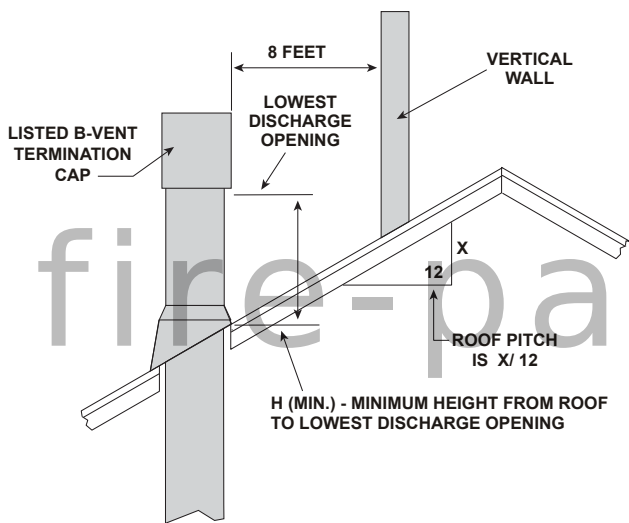 8 FEET
VERTICAL
WALL
LOWEST
DISCHARGE
OPENING
LISTED B-VENT
TERMINATION
CAP
X
12
fire-pa
ROOF PITCH
IS X/ 12
H (MIN.) - MINIMUM HEIGHT FROM ROOF
TO LOWEST DISCHARGE OPENING